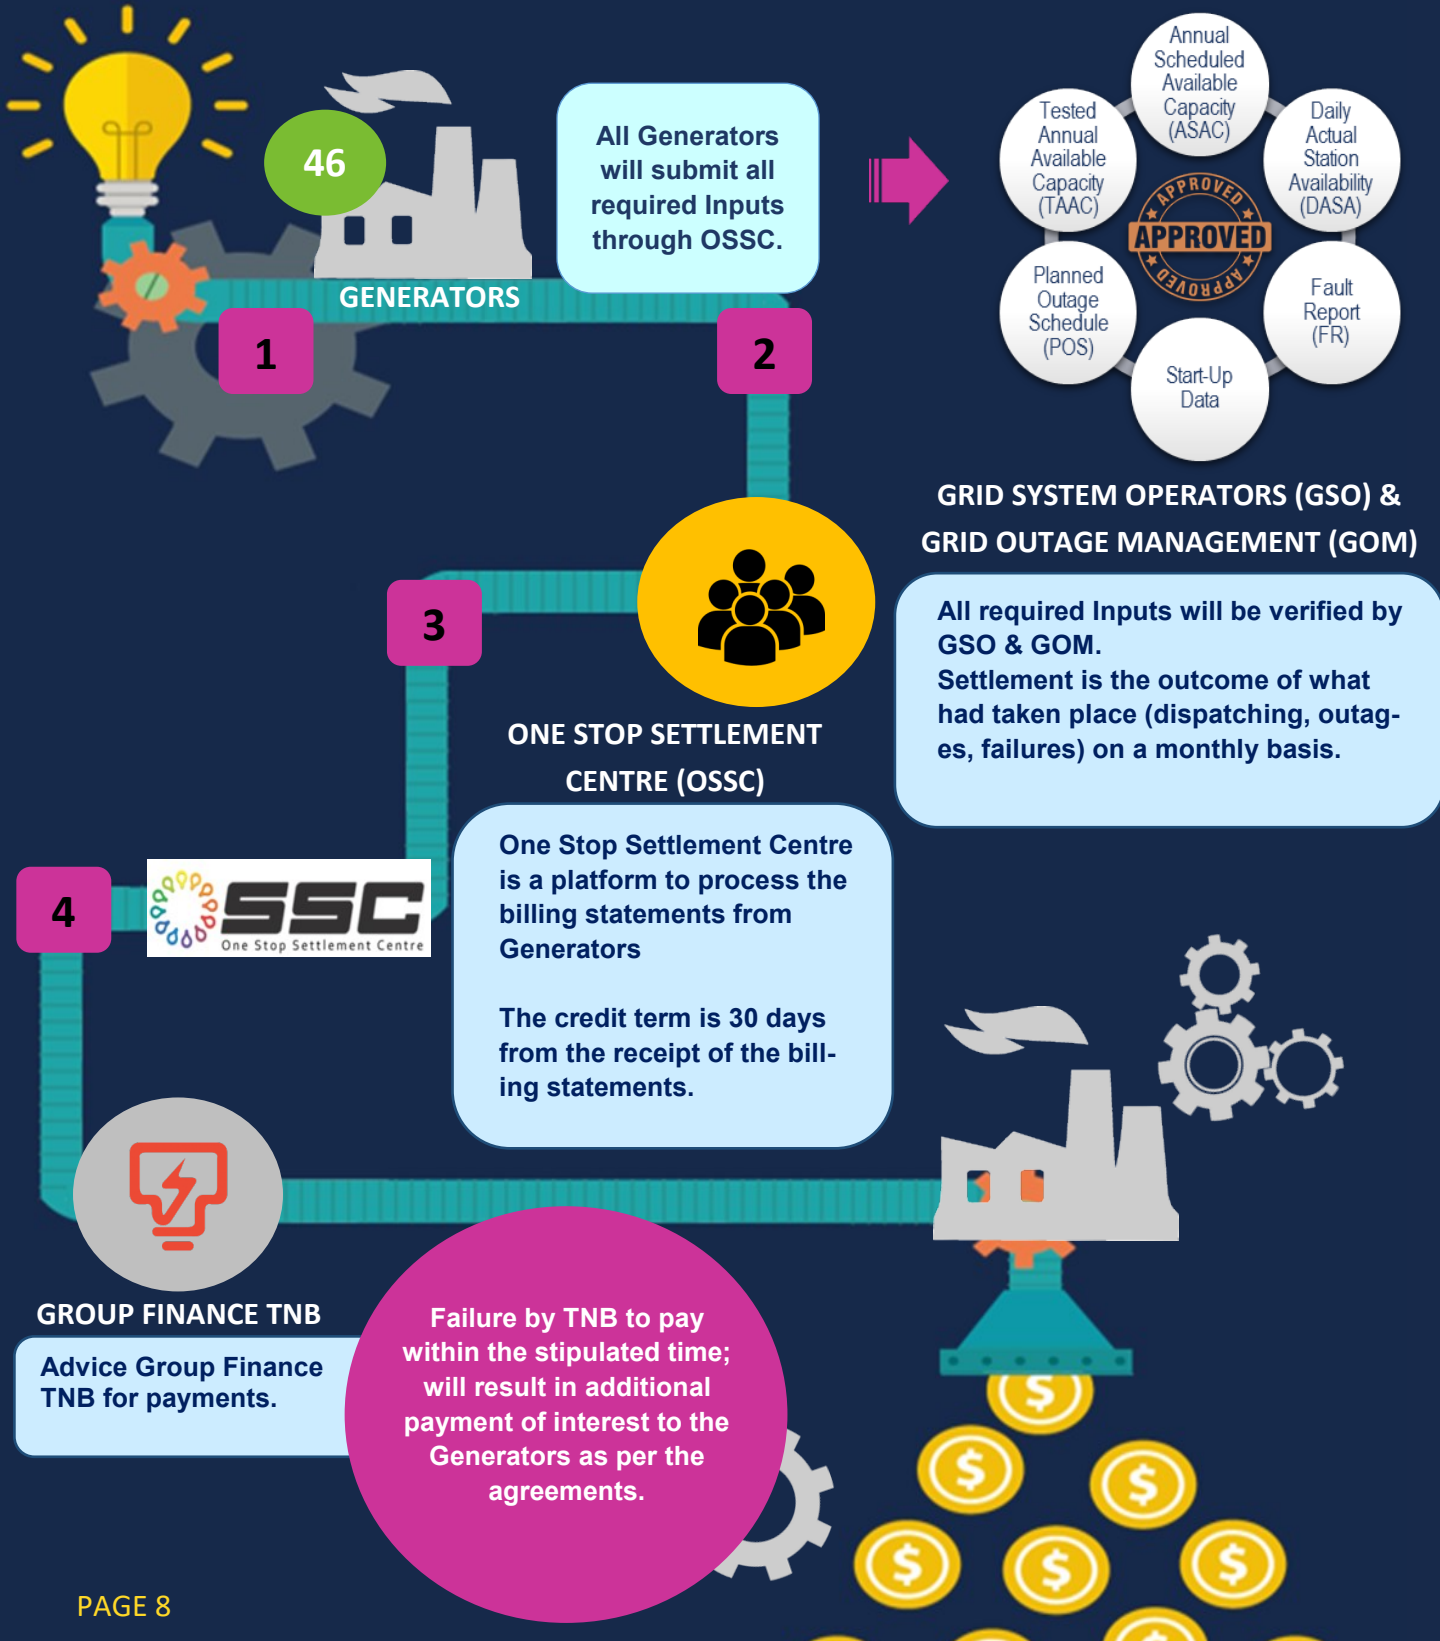 46
GENERATORS
1
All Generators
will submit all
required Inputs
through OSSC.
2
Annual
Scheduled
Available
Capacity
(ASAC)
Daily
Actual
Station
Availability
(DASA)
Fault
Report
(FR)
Start-Up
Data
Planned
Outage
Schedule
(POS)
Tested
Annual
Available
Capacity
(TAAC)
APPROVED
APPROVED
APPROVED
GRID SYSTEM OPERATORS (GSO) &
GRID OUTAGE MANAGEMENT (GOM)
All required Inputs will be verified by
GSO & GOM.
Settlement is the outcome of what
had taken place (dispatching, outag-
es, failures) on a monthly basis.
3
ONE STOP SETTLEMENT
CENTRE (OSSC)
One Stop Settlement Centre
is a platform to process the
billing statements from
Generators
The credit term is 30 days
from the receipt of the bill-
ing statements.
4
SSC
One Stop Settlement Centre
GROUP FINANCE TNB
Advice Group Finance
TNB for payments.
Failure by TNB to pay
within the stipulated time;
will result in additional
payment of interest to the
Generators as per the
agreements.
$
$
$
$
$
$
PAGE 8